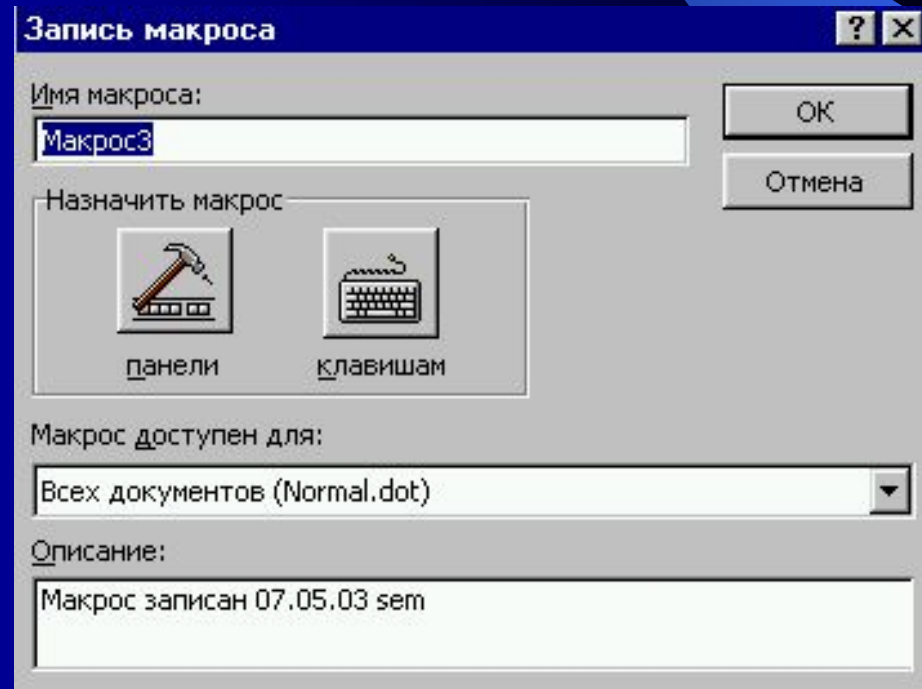 Запись макроса
Имя макроса:
Макрос3
ОК
Отмена
Назначить макрос
панели
клавишам
Макрос доступен для:
Всех документов (Normal.dot)
Описание:
Макрос записан 07.05.03 sem